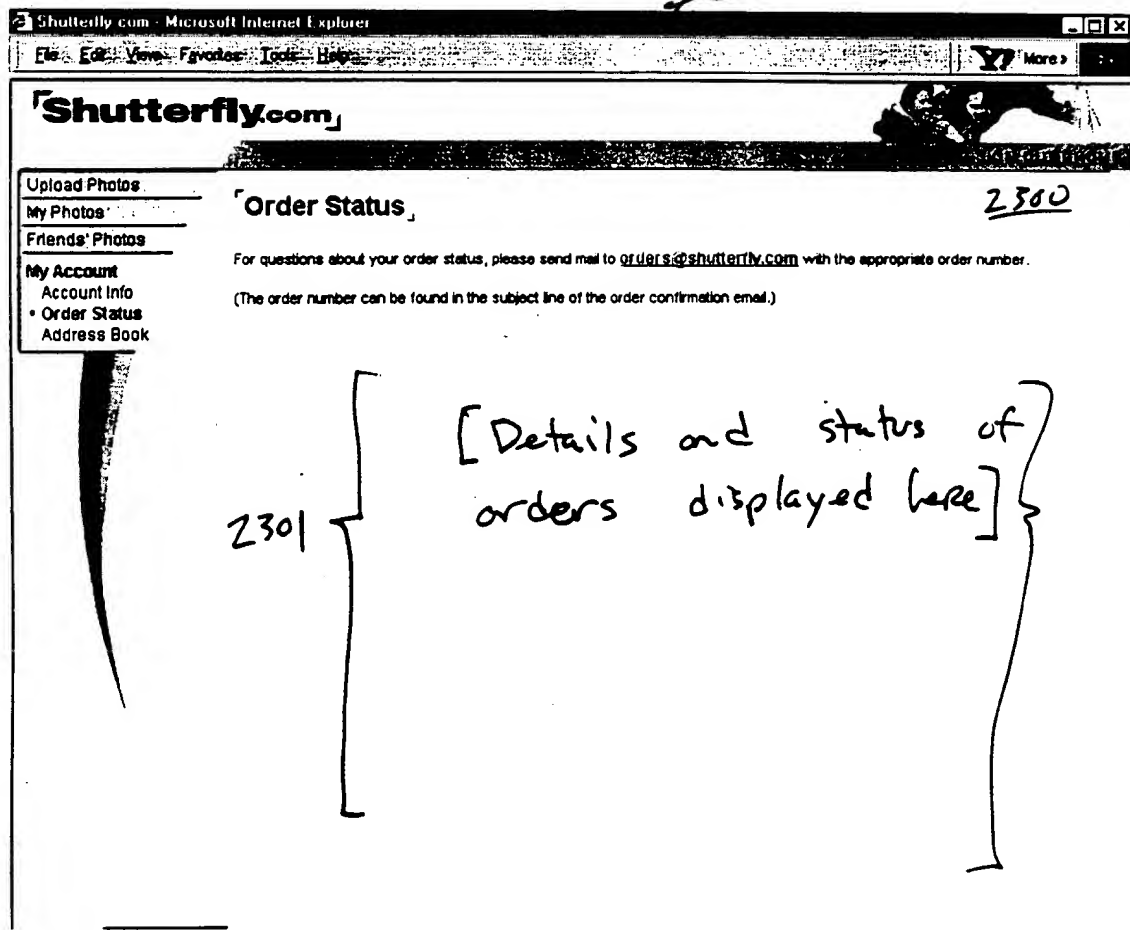 Shutterfly.com - Microsoft Internet Explorer
File Edit View Favorites Tools Help
Y! More »
Shutterfly.com
Upload Photos
My Photos
Friends' Photos
My Account
Account Info
• Order Status
Address Book
Order Status
2300
For questions about your order status, please send mail to orders@shutterfly.com with the appropriate order number.
(The order number can be found in the subject line of the order confirmation email.)
[Details and status of
orders displayed here]
2301